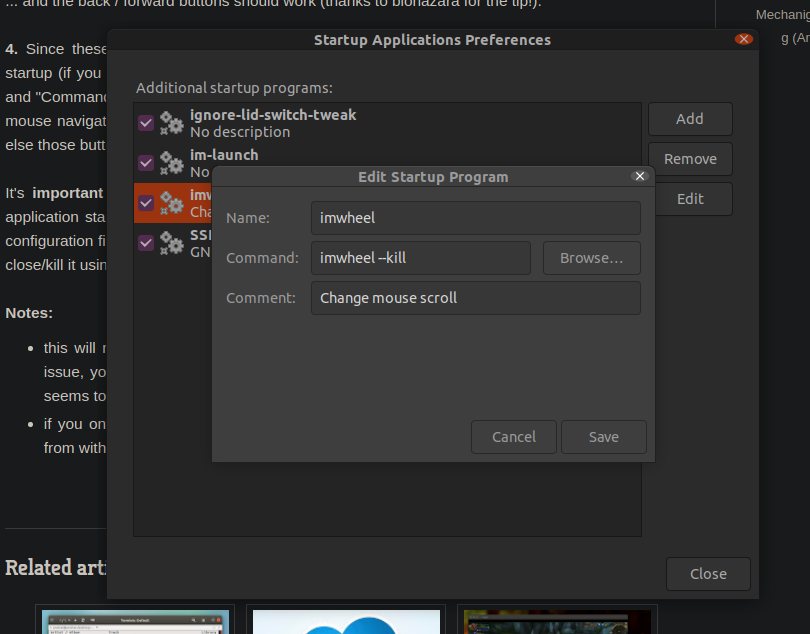 ... and the back / forward buttons should work (thanks to biohazara for the tip!).
Mechanig
g (Ar
Startup Applications Preferences
4. Since these
startup (if you
and "Comman
mouse navigat
else those butt
Additional startup programs:
ignore-lid-switch-tweak
No description
im-launch
No
imw
Cha
SSH
GN
Add
Remove
Edit
Edit Startup Program
Name:
imwheel
Command:
imwheel --kill
Browse…
Comment:
Change mouse scroll
Cancel
Save
It's important
application sta
configuration fi
close/kill it usin
Notes:
this will
issue, yo
seems to
if you on
from with
Related arti
Close